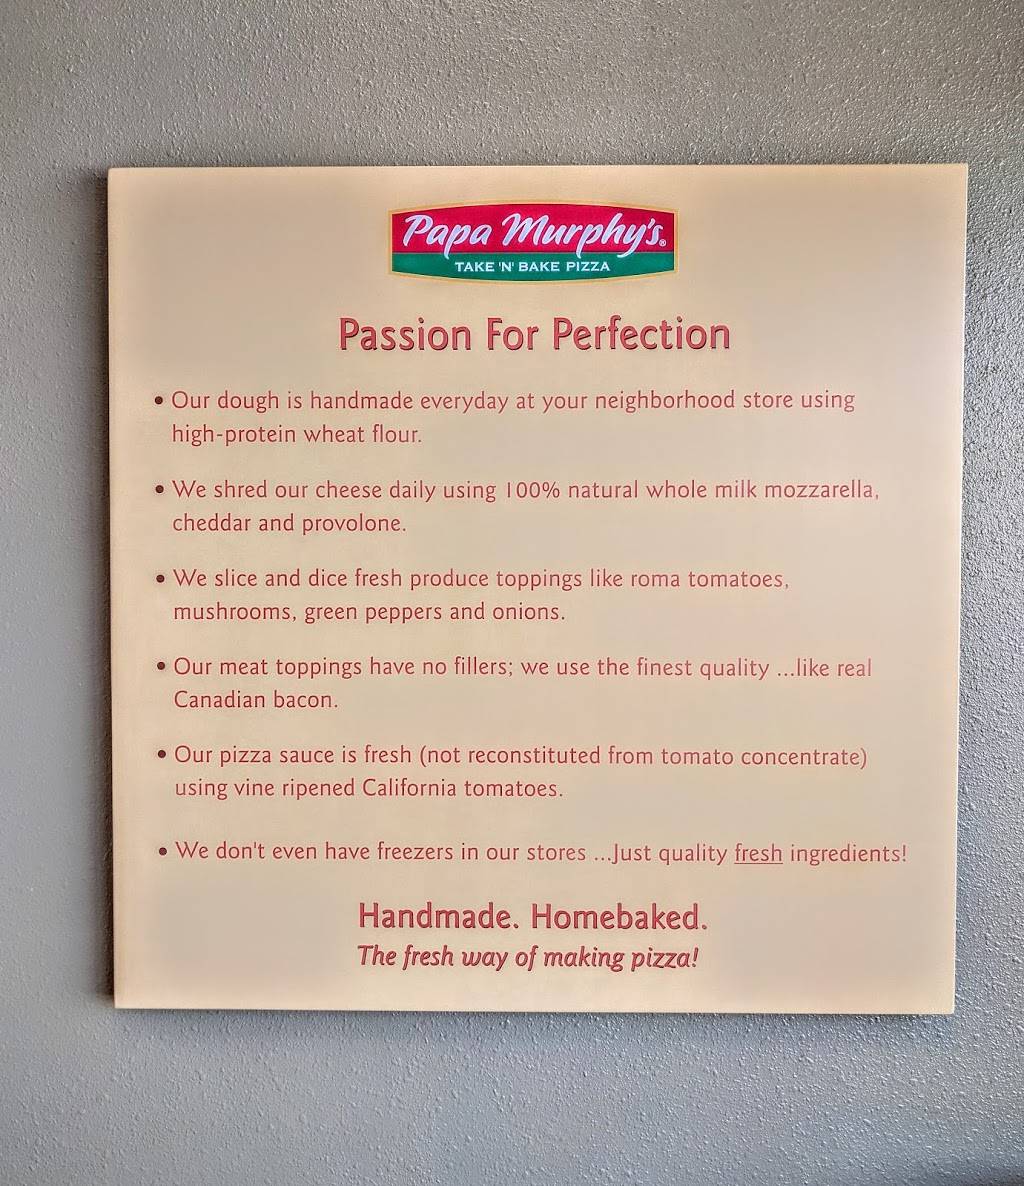 Papa Murphy's®
TAKE 'N' BAKE PIZZA
Passion For Perfection
• Our dough is handmade everyday at your neighborhood store using
high-protein wheat flour.
• We shred our cheese daily using 100% natural whole milk mozzarella,
cheddar and provolone.
• We slice and dice fresh produce toppings like roma tomatoes,
mushrooms, green peppers and onions.
• Our meat toppings have no fillers; we use the finest quality ...like real
Canadian bacon.
• Our pizza sauce is fresh (not reconstituted from tomato concentrate)
using vine ripened California tomatoes.
• We don't even have freezers in our stores ...Just quality fresh ingredients!
Handmade. Homebaked.
The fresh way of making pizza!